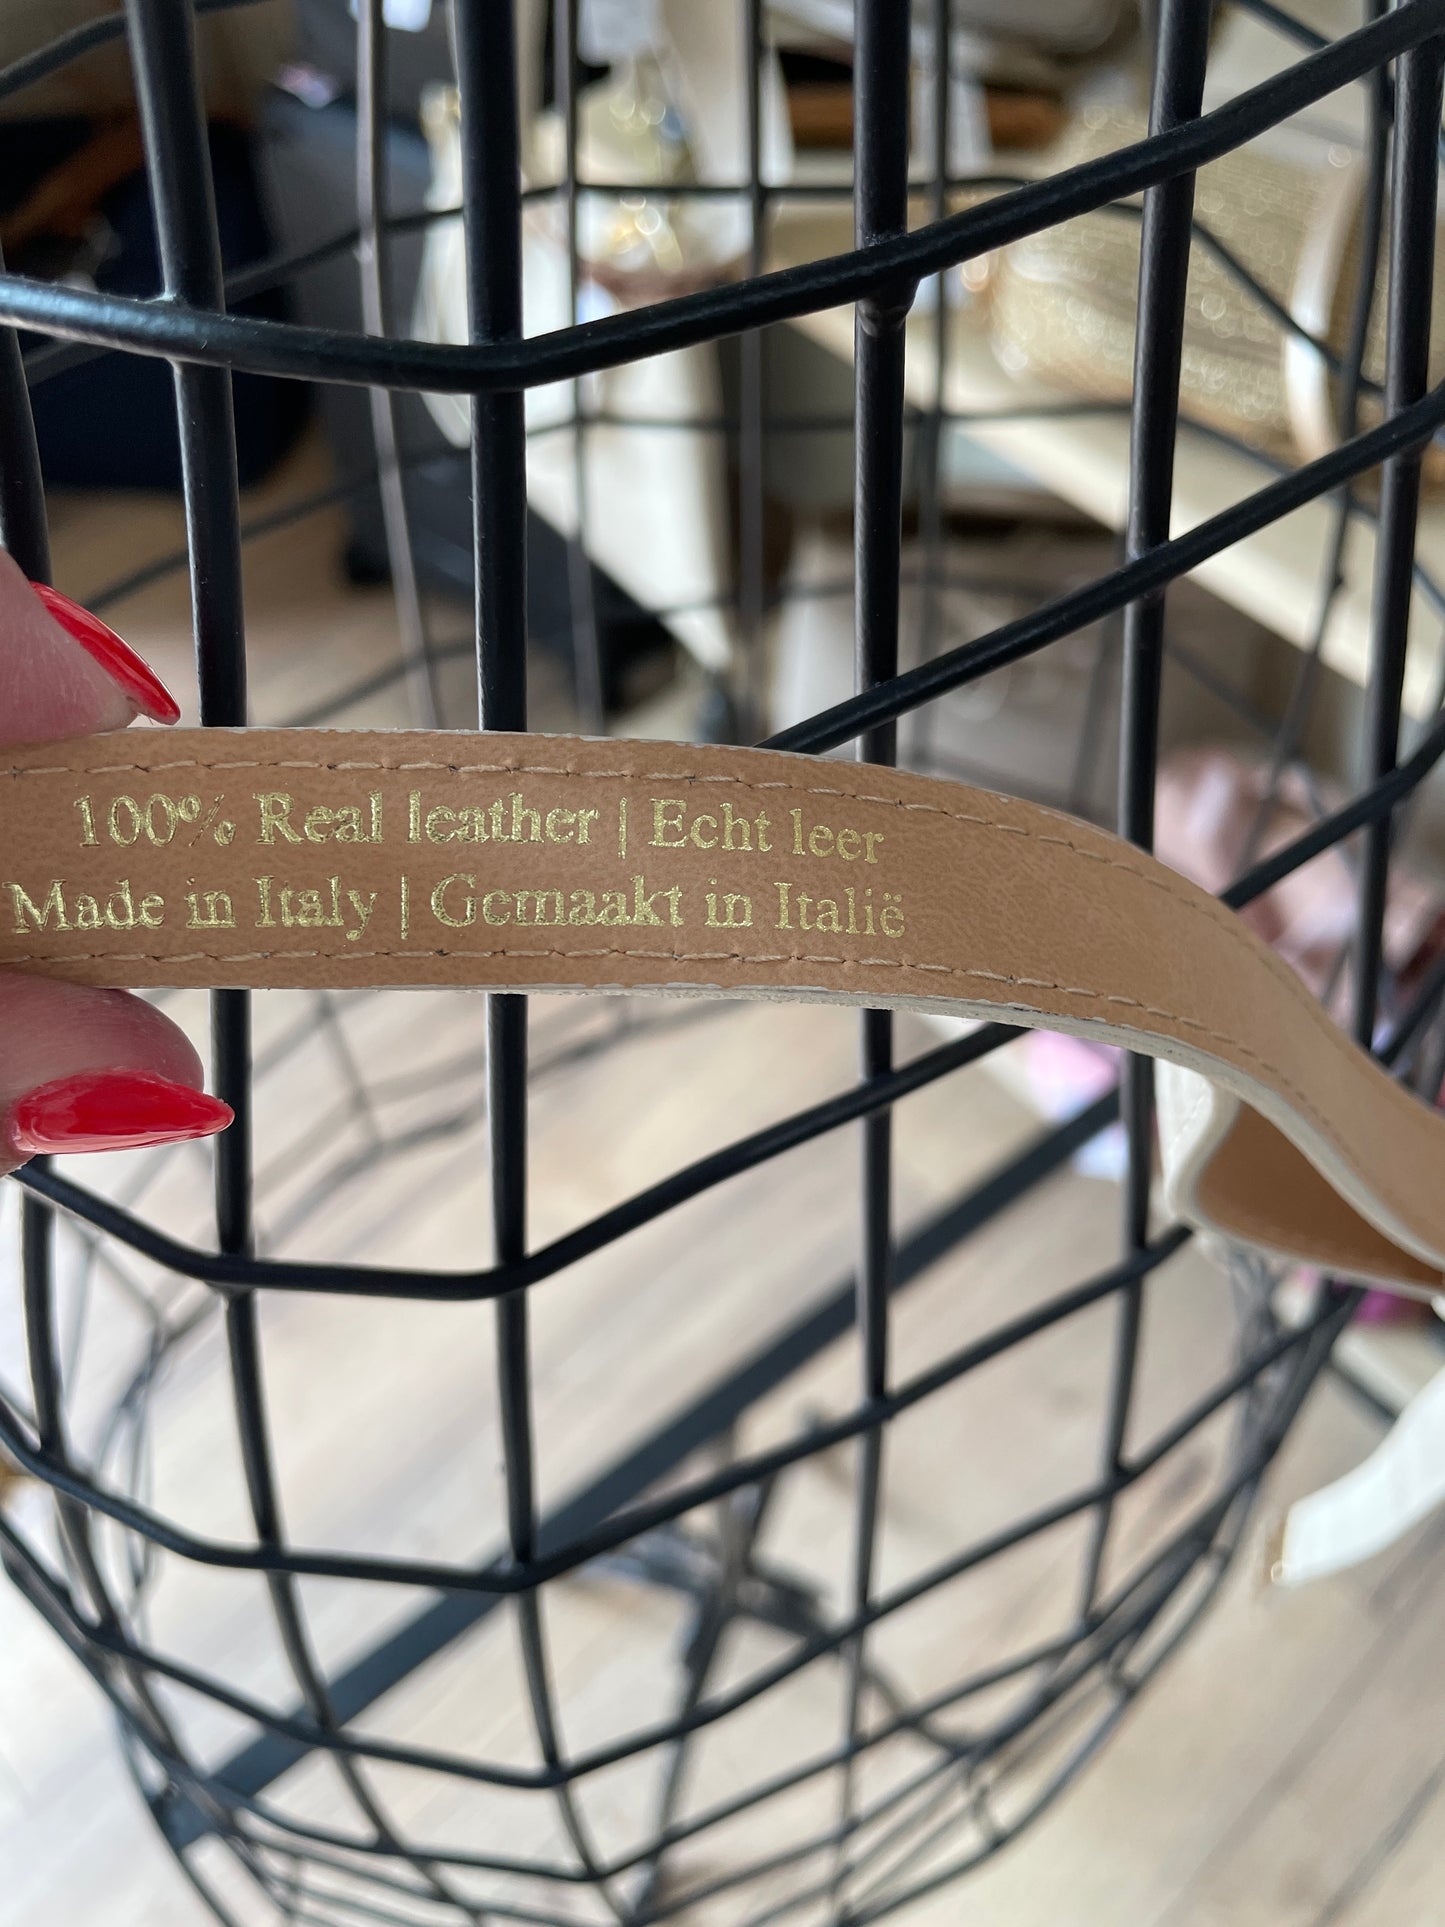 100% Real leather | Echt leer
Made in Italy | Gemaakt in Italië